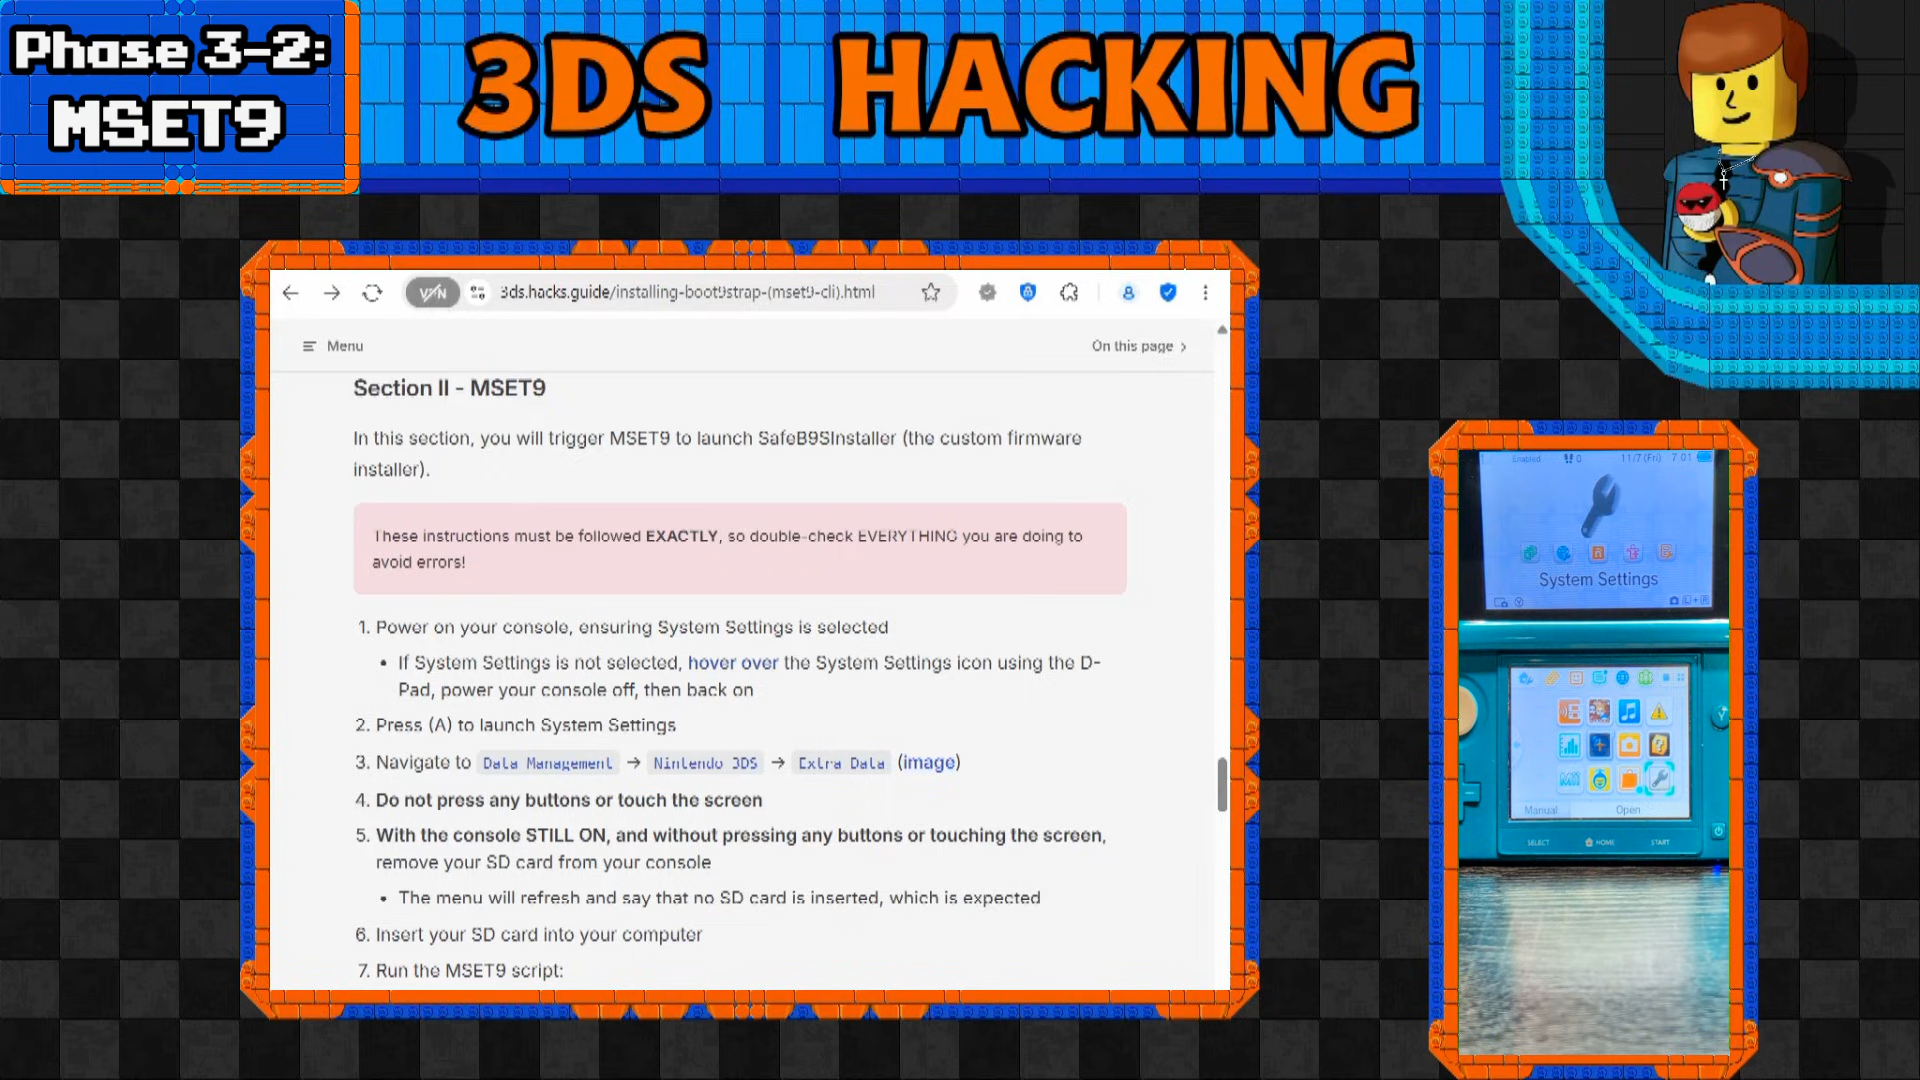 Phase 3-2:
MSET9
3DS HACKING
3ds.hacks.guide/installing-boot9strap-(mset9-cli).html
Menu
On this page
Section II - MSET9
In this section, you will trigger MSET9 to launch SafeB9SInstaller (the custom firmware
installer).
These instructions must be followed EXACTLY, so double-check EVERYTHING you are doing to
avoid errors!
1. Power on your console, ensuring System Settings is selected
• If System Settings is not selected, hover over the System Settings icon using the D-
Pad, power your console off, then back on
2. Press (A) to launch System Settings
3. Navigate to Data Management → Nintendo 3DS → Extra Data (image)
4. Do not press any buttons or touch the screen
5. With the console STILL ON, and without pressing any buttons or touching the screen,
remove your SD card from your console
• The menu will refresh and say that no SD card is inserted, which is expected
6. Insert your SD card into your computer
7. Run the MSET9 script:
Enabled 0 11/7 (Fri) 7:01
System Settings
Manual Open
SELECT HOME START